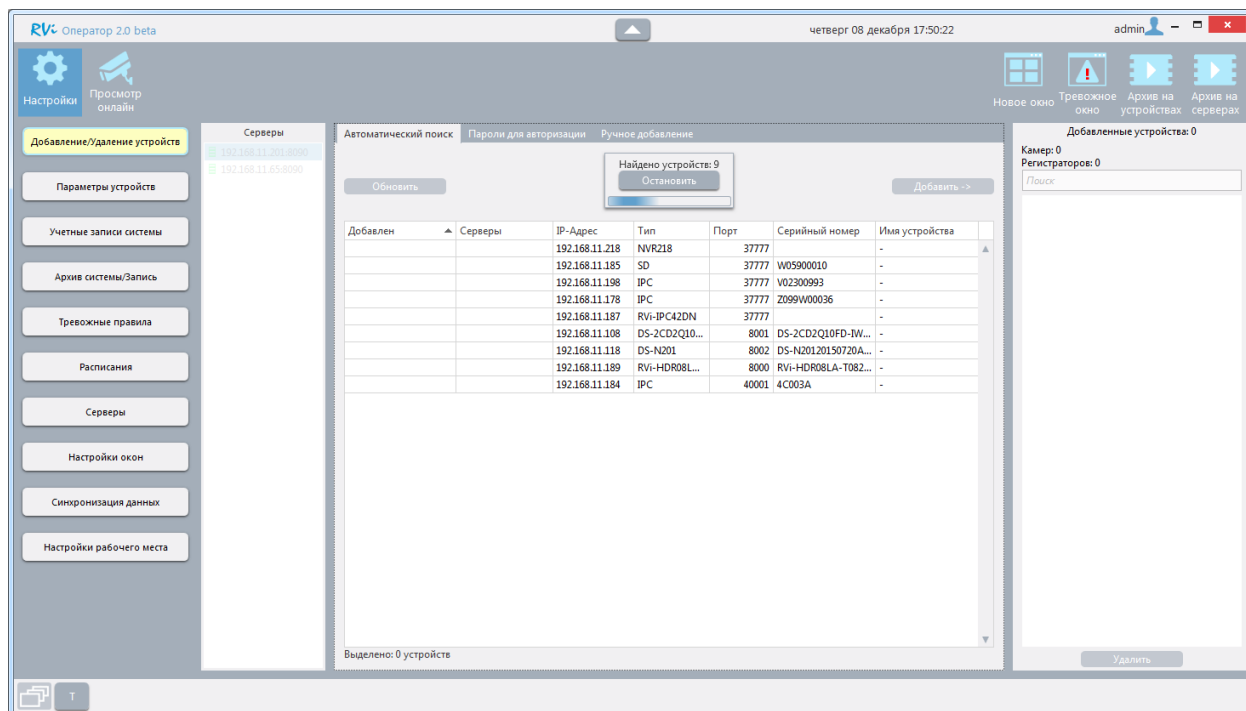 RVi Оператор 2.0 beta
четверг 08 декабря 17:50:22
admin
Настройки
Просмотр онлайн
Новое окно
Тревожное окно
Архив на устройствах
Архив на серверах
Добавление/Удаление устройств
Параметры устройств
Учетные записи системы
Архив системы/Запись
Тревожные правила
Расписания
Серверы
Настройки окон
Синхронизация данных
Настройки рабочего места
Серверы
192.168.11.201:8090
192.168.11.65:8090
Автоматический поиск Пароли для авторизации Ручное добавление
Найдено устройств: 9
Остановить
Обновить
Добавить ->
Добавлен Серверы IP-Адрес Тип Порт Серийный номер Имя устройства
192.168.11.218 NVR218 37777 -
192.168.11.185 SD 37777 W05900010 -
192.168.11.198 IPC 37777 V02300993 -
192.168.11.178 IPC 37777 Z099W00036 -
192.168.11.187 RVi-IPC42DN 37777 -
192.168.11.108 DS-2CD2Q10... 8001 DS-2CD2Q10FD-IW... -
192.168.11.118 DS-N201 8002 DS-N20120150720A... -
192.168.11.189 RVi-HDR08L... 8000 RVi-HDR08LA-T082... -
192.168.11.184 IPC 40001 4C003A -
Выделено: 0 устройств
Добавленные устройства: 0
Камер: 0
Регистраторов: 0
Поиск
Удалить
T